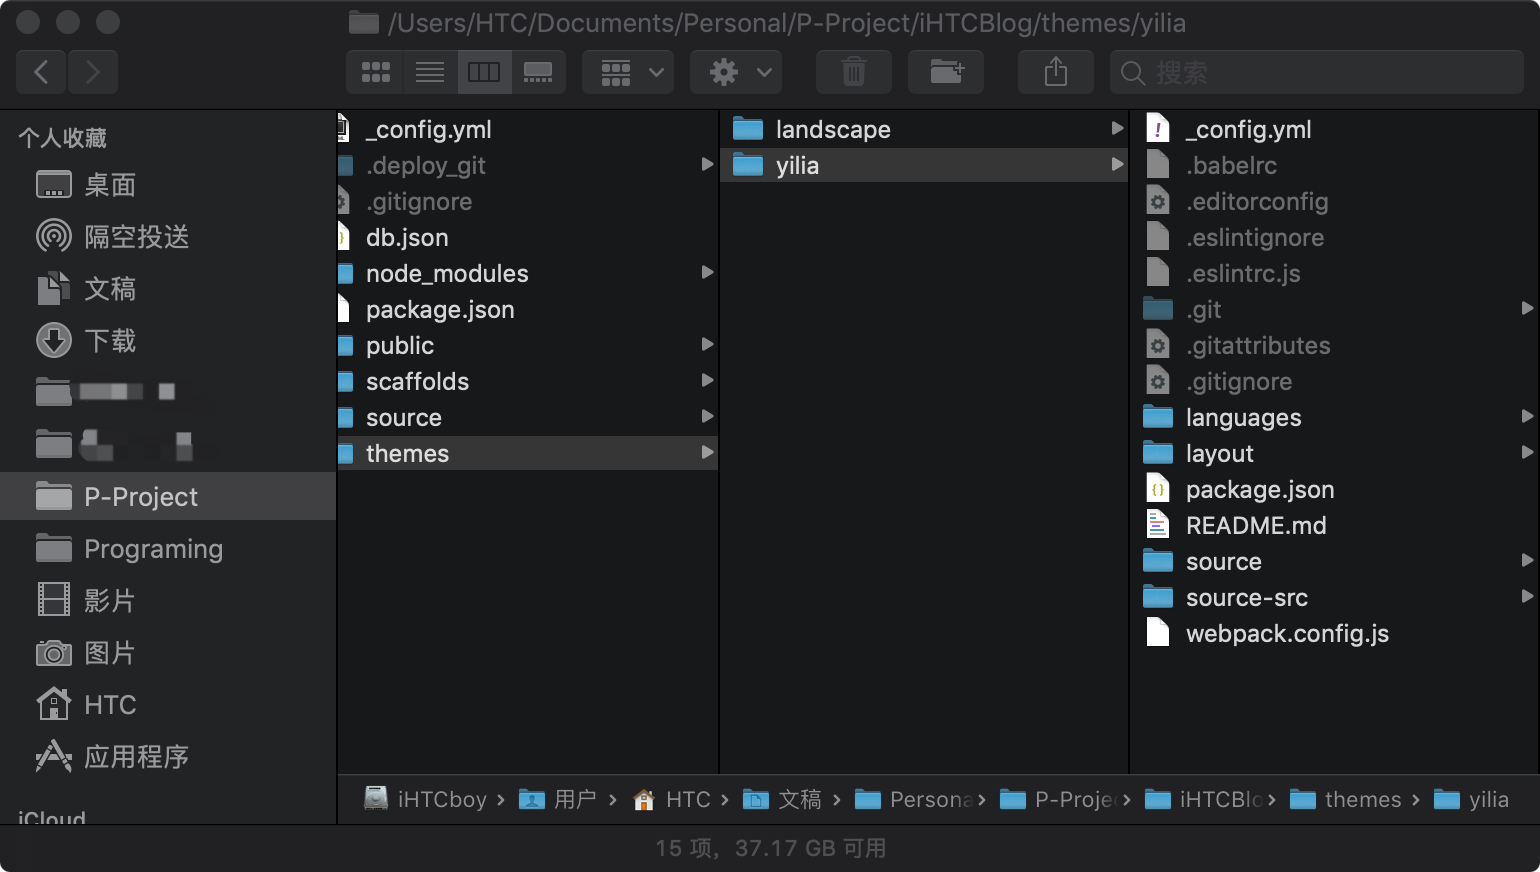 /Users/HTC/Documents/Personal/P-Project/iHTCBlog/themes/yilia
搜索
个人收藏
桌面
隔空投送
文稿
下载
P-Project
Programing
影片
图片
HTC
应用程序
iCloud
_config.yml
.deploy_git
.gitignore
db.json
node_modules
package.json
public
scaffolds
source
themes
landscape
yilia
_config.yml
.babelrc
.editorconfig
.eslintignore
.eslintrc.js
.git
.gitattributes
.gitignore
languages
layout
package.json
README.md
source
source-src
webpack.config.js
iHTCboy › 用户 › HTC › 文稿 › Persona › P-Proje › iHTCBlo › themes › yilia
15 项，37.17 GB 可用